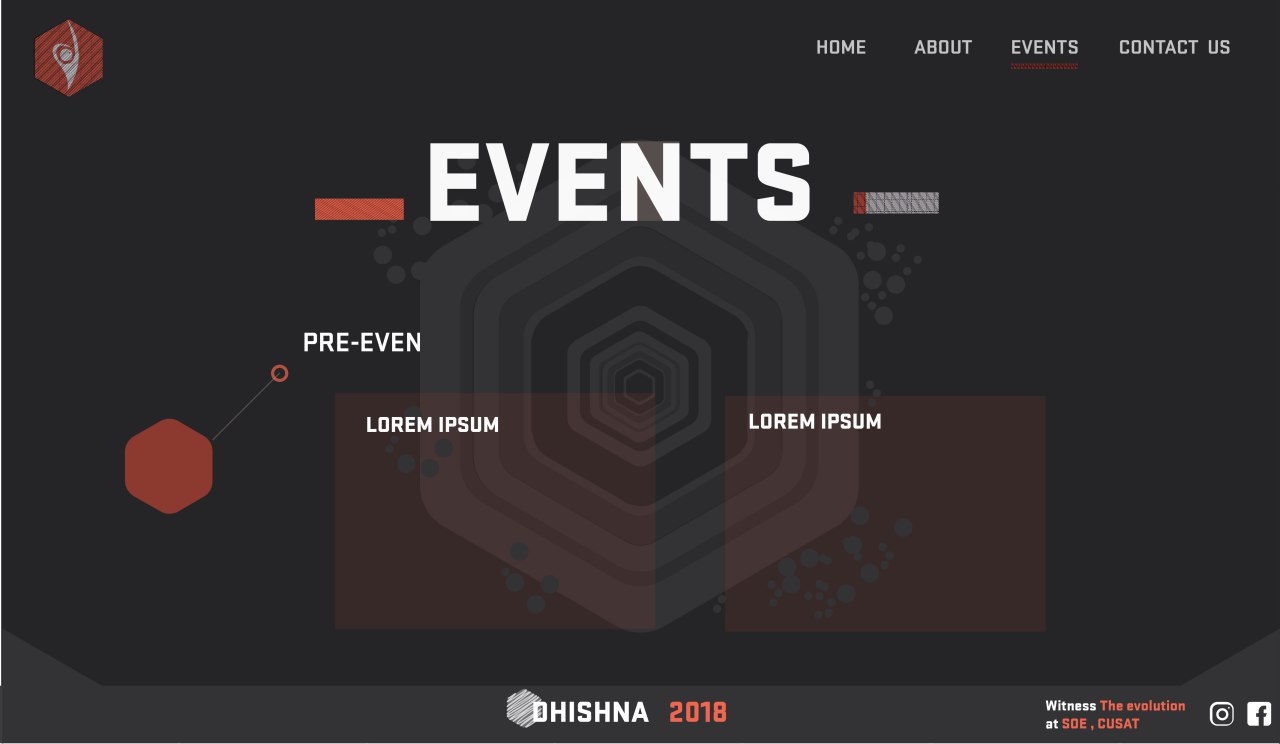 HOME ABOUT EVENTS CONTACT US
EVENTS
PRE-EVEN
LOREM IPSUM
LOREM IPSUM
DHISHNA 2018
Witness The evolution
at SOE , CUSAT